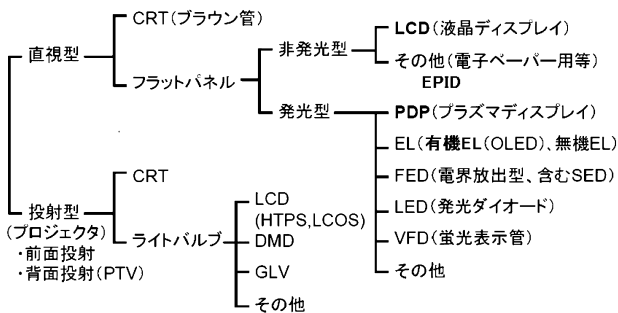 直視型
CRT(ブラウン管)
フラットパネル
非発光型
LCD(液晶ディスプレイ)
その他(電子ペーパー用等)
EPID
発光型
PDP(プラズマディスプレイ)
EL(有機EL(OLED)、無機EL)
FED(電界放出型、含むSED)
LED(発光ダイオード)
VFD(蛍光表示管)
その他
投射型
(プロジェクタ)
・前面投射
・背面投射(PTV)
CRT
ライトバルブ
LCD
(HTPS,LCOS)
DMD
GLV
その他